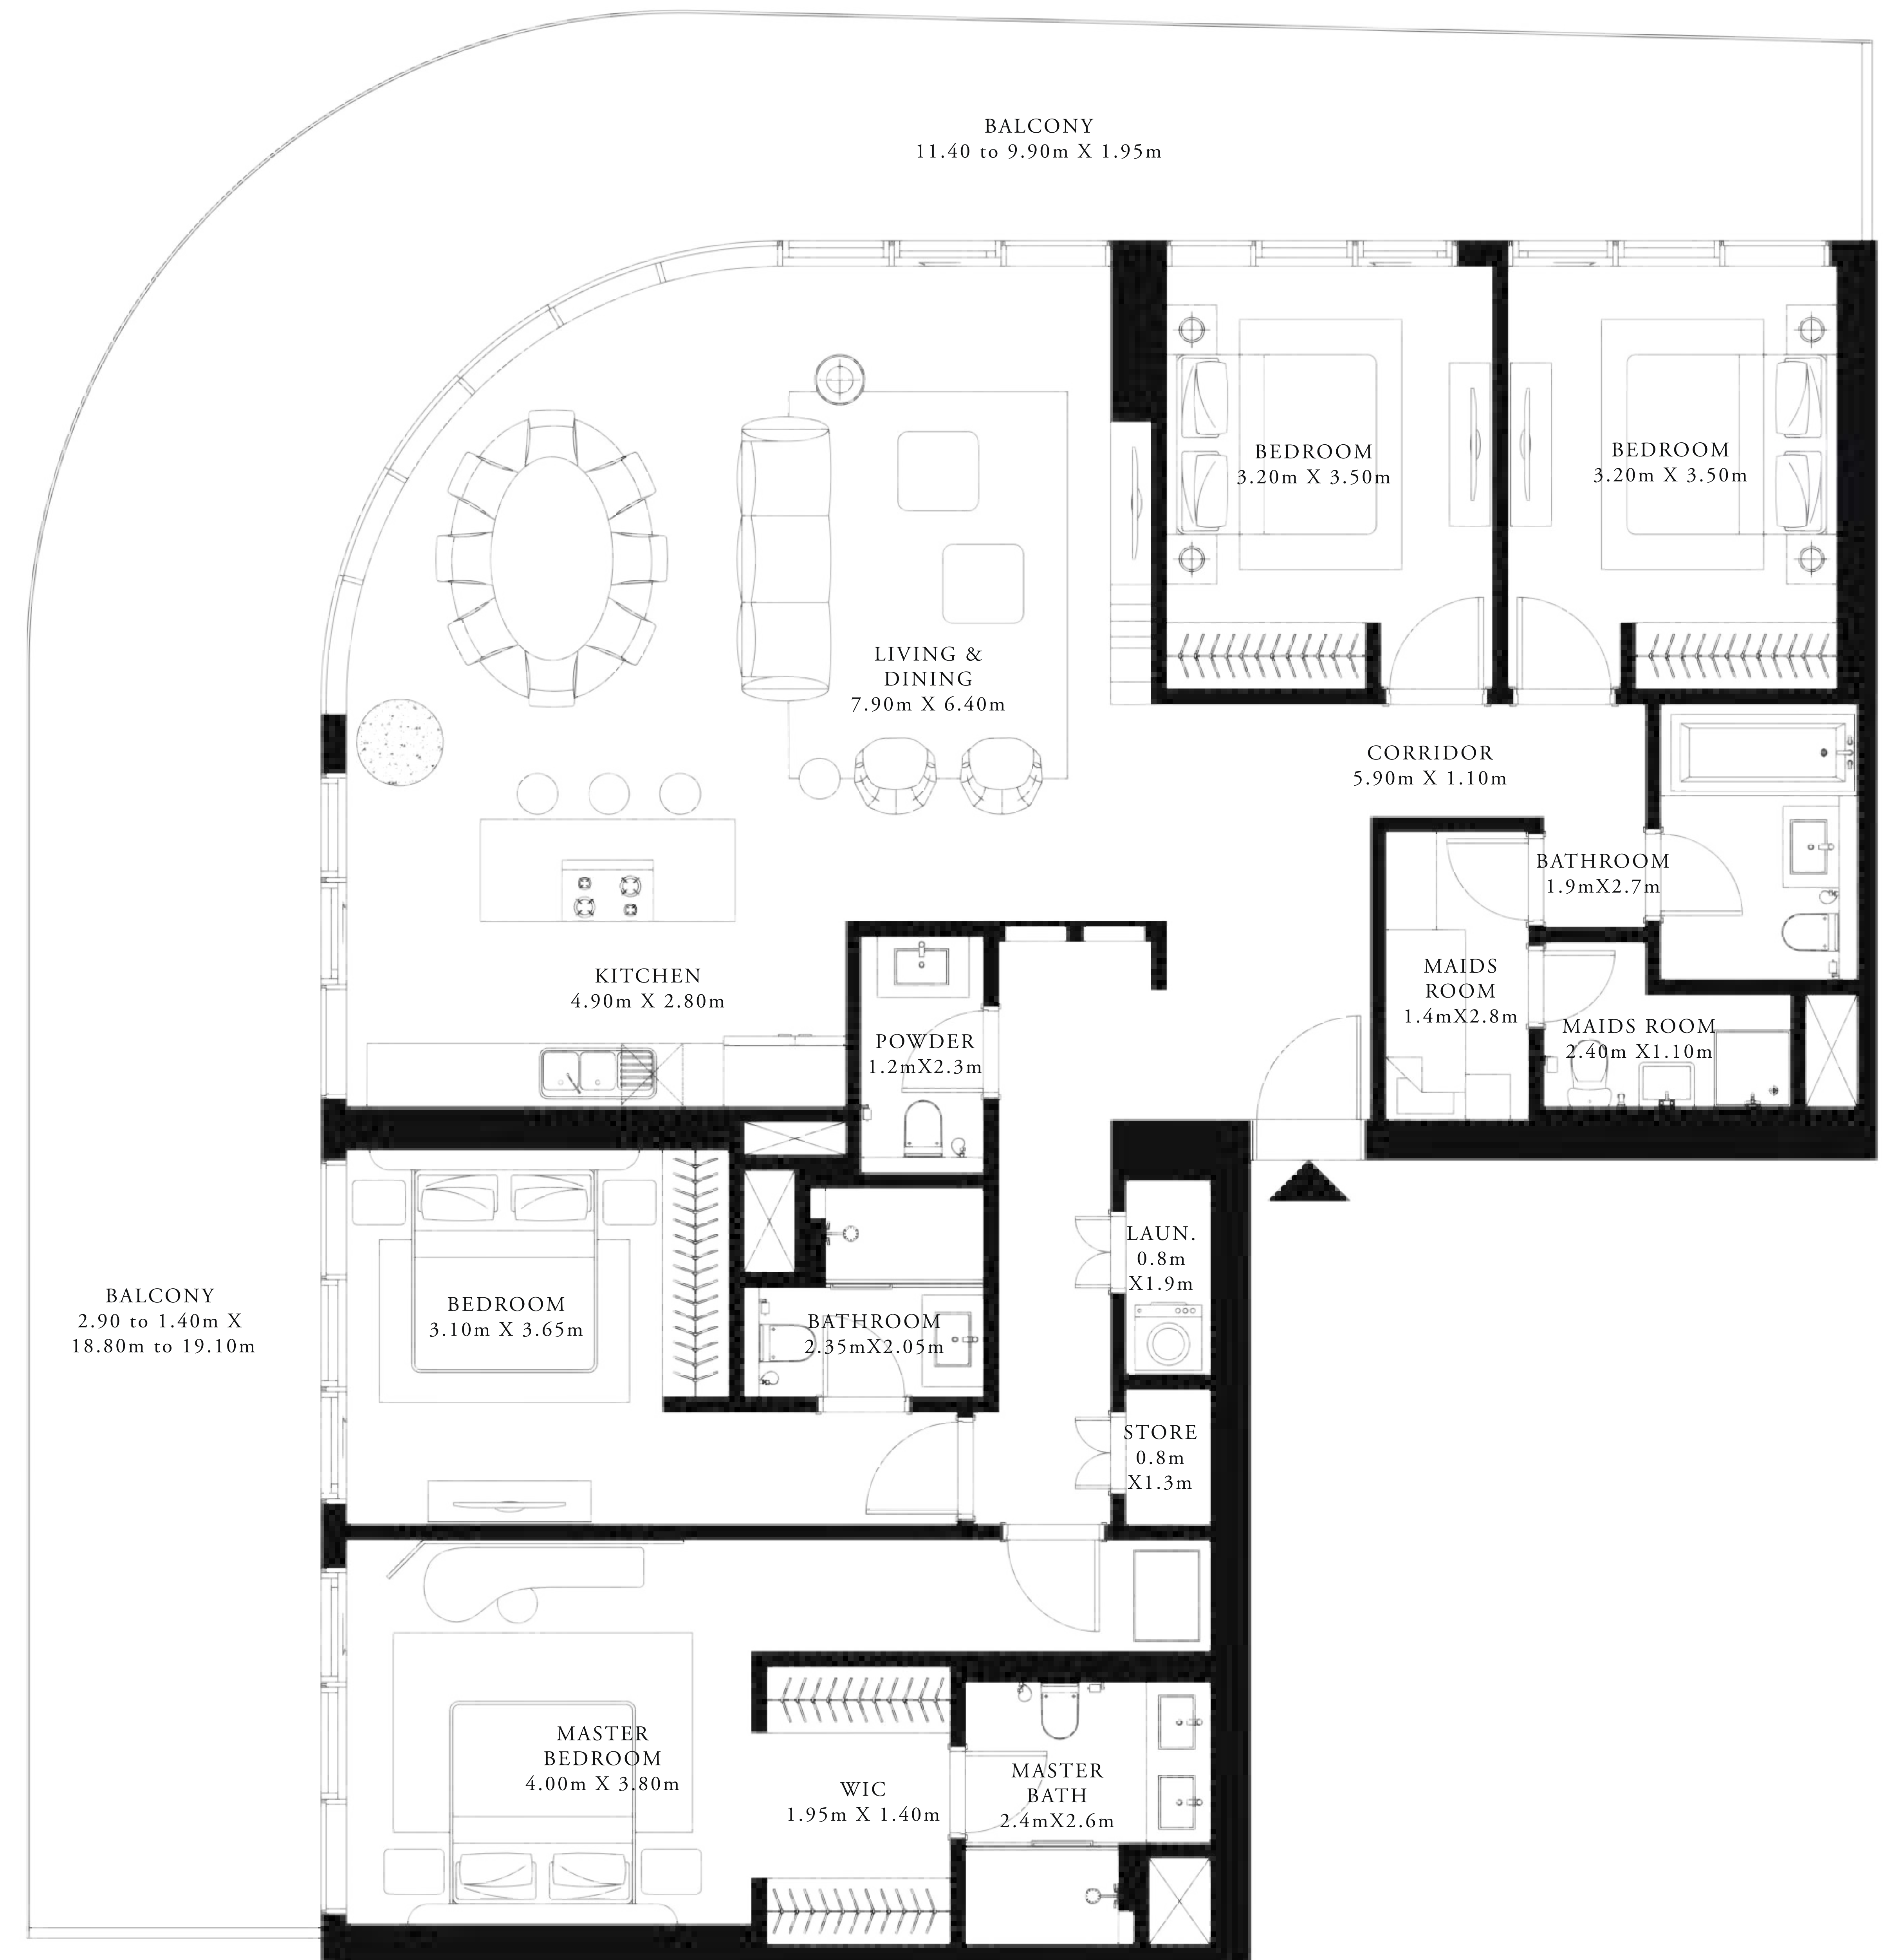 BALCONY
11.40 to 9.90m X 1.95m
BEDROOM
3.20m X 3.50m
BEDROOM
3.20m X 3.50m
LIVING &
DINING
7.90m X 6.40m
CORRIDOR
5.90m X 1.10m
BATHROOM
1.9mX2.7m
KITCHEN
4.90m X 2.80m
MAIDS
ROOM
1.4mX2.8m
POWDER
1.2mX2.3m
MAIDS ROOM
2.40m X1.10m
LAUN.
0.8m
X1.9m
BALCONY
2.90 to 1.40m X
18.80m to 19.10m
BEDROOM
3.10m X 3.65m
BATHROOM
2.35mX2.05m
STORE
0.8m
X1.3m
MASTER
BEDROOM
4.00m X 3.80m
WIC
1.95m X 1.40m
MASTER
BATH
2.4mX2.6m